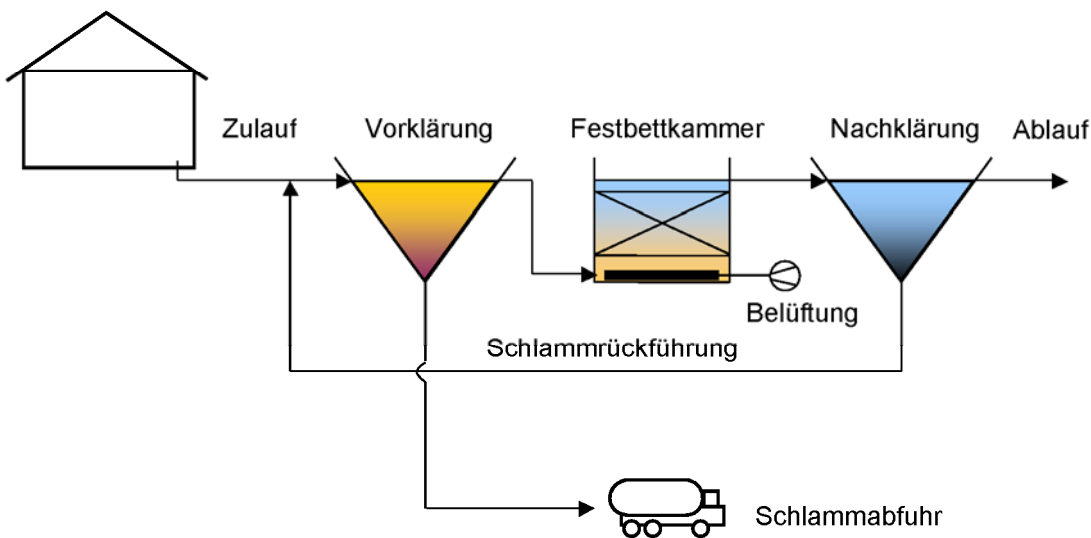 Zulauf
Vorklärung
Festbettkammer
Nachklärung
Ablauf
Belüftung
Schlammrückführung
Schlammabfuhr